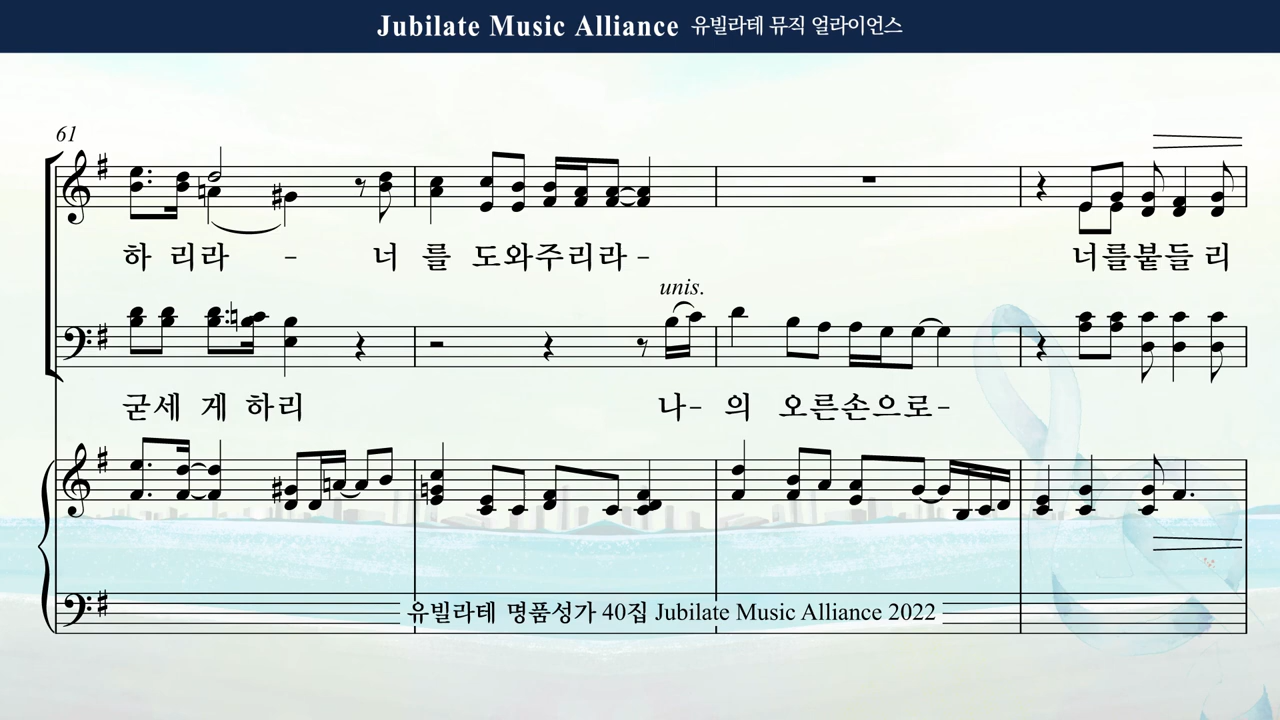 Jubilate Music Alliance 유빌라테 뮤직 얼라이언스
61
하 리라 - 너 를 도와주리라 - 너를붙들 리
unis.
굳세 게 하리 나- 의 오른손으로-
유빌라테 명품성가 40집 Jubilate Music Alliance 2022